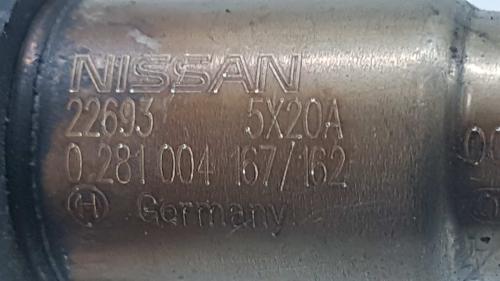 NISSAN
22693 5X20A
0 281 004 167/162
Germany